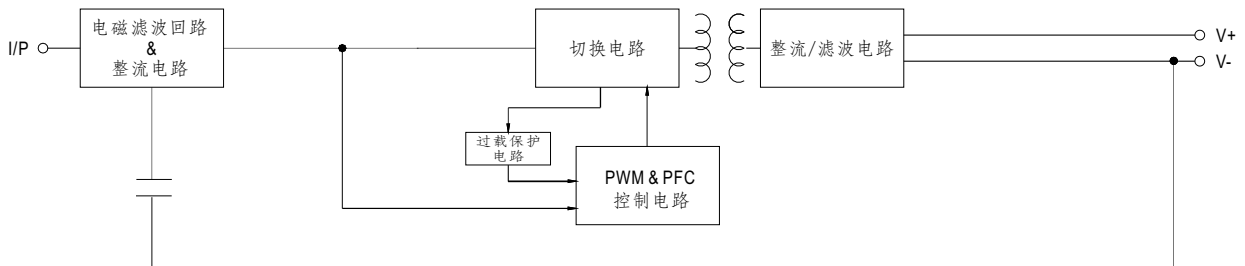 I/P
电磁滤波回路
&
整流电路
切换电路
整流/滤波电路
V+
V-
过载保护
电路
PWM & PFC
控制电路